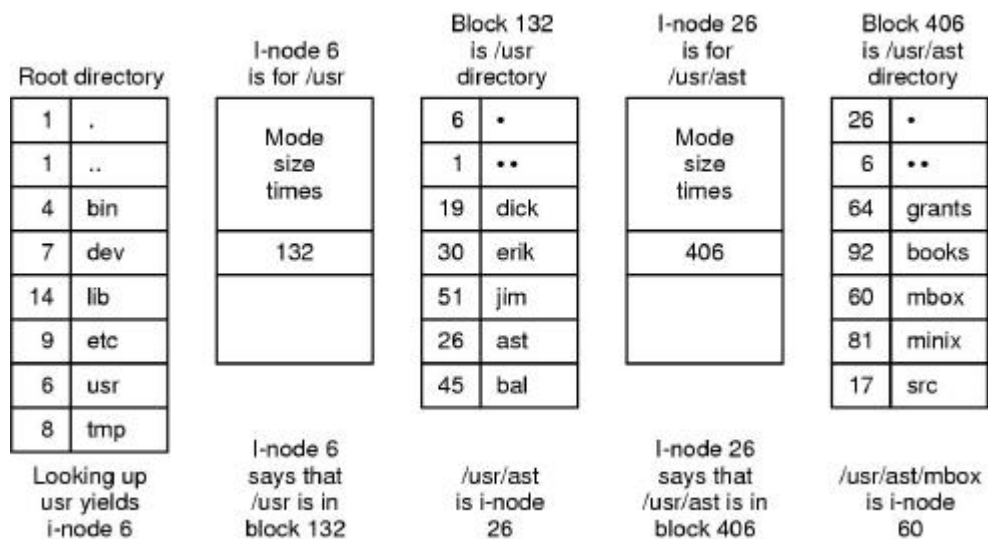 Root directory
1 .
1 ..
4 bin
7 dev
14 lib
9 etc
6 usr
8 tmp
Looking up
usr yields
i-node 6
I-node 6
is for /usr
Mode
size
times
132
I-node 6
says that
/usr is in
block 132
Block 132
is /usr
directory
6 •
1 ••
19 dick
30 erik
51 jim
26 ast
45 bal
/usr/ast
is i-node
26
I-node 26
is for
/usr/ast
Mode
size
times
406
I-node 26
says that
/usr/ast is in
block 406
Block 406
is /usr/ast
directory
26 •
6 ••
64 grants
92 books
60 mbox
81 minix
17 src
/usr/ast/mbox
is i-node
60